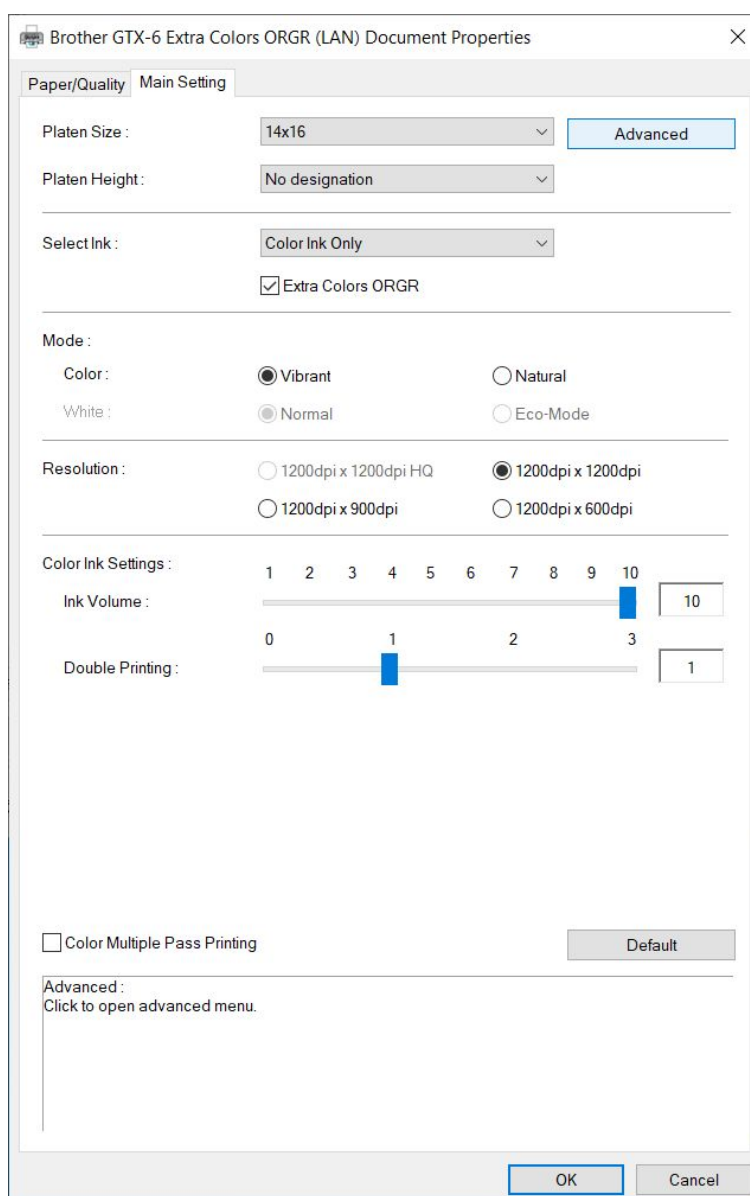 Brother GTX-6 Extra Colors ORGR (LAN) Document Properties
Paper/Quality Main Setting
Platen Size : 14x16 Advanced
Platen Height : No designation
Select Ink : Color Ink Only
Extra Colors ORGR
Mode :
Color : Vibrant Natural
White : Normal Eco-Mode
Resolution : 1200dpi x 1200dpi HQ 1200dpi x 1200dpi
1200dpi x 900dpi 1200dpi x 600dpi
Color Ink Settings : 1 2 3 4 5 6 7 8 9 10
Ink Volume : 10
0 1 2 3
Double Printing : 1
Color Multiple Pass Printing Default
Advanced :
Click to open advanced menu.
OK Cancel